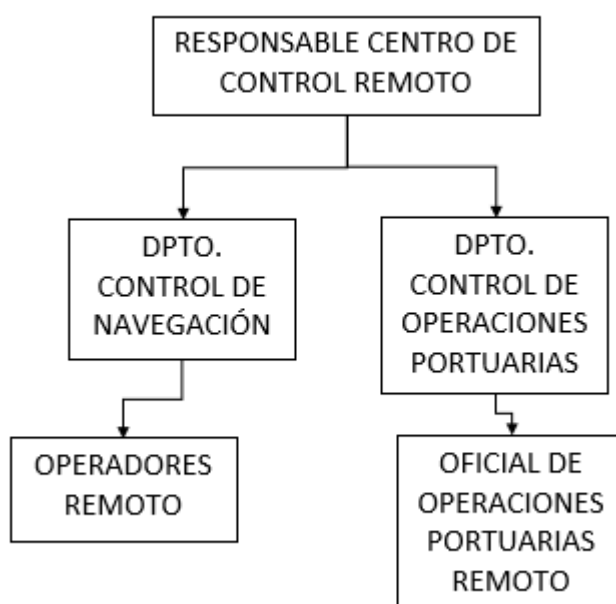 RESPONSABLE CENTRO DE
CONTROL REMOTO
DPTO.
CONTROL DE
NAVEGACIÓN
DPTO.
CONTROL DE
OPERACIONES
PORTUARIAS
OPERADORES
REMOTO
OFICIAL DE
OPERACIONES
PORTUARIAS
REMOTO